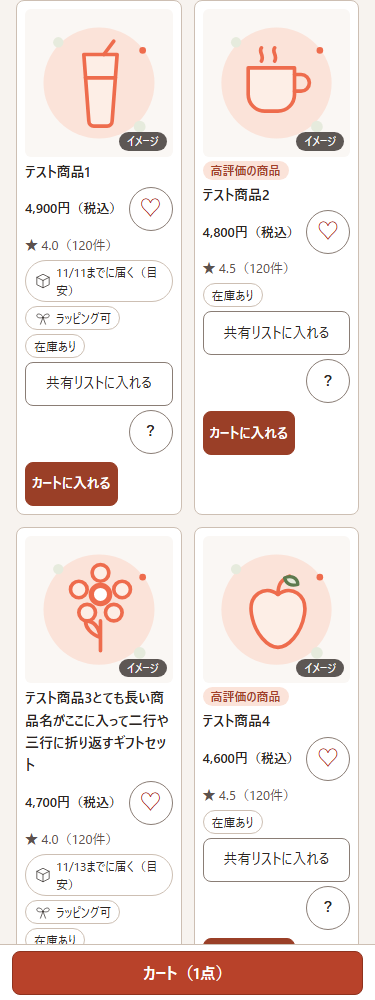 イメージ
テスト商品1
4,900円（税込）
★ 4.0（120件）
11/11までに届く（目
安）
ラッピング可
在庫あり
共有リストに入れる
?
カートに入れる
イメージ
高評価の商品
テスト商品2
4,800円（税込）
★ 4.5（120件）
在庫あり
共有リストに入れる
?
カートに入れる
イメージ
テスト商品3とても長い商
品名がここに入って二行や
三行に折り返すギフトセッ
ト
4,700円（税込）
★ 4.0（120件）
11/13までに届く（目
安）
ラッピング可
在庫あり
イメージ
高評価の商品
テスト商品4
4,600円（税込）
★ 4.5（120件）
在庫あり
共有リストに入れる
?
カート（1点）